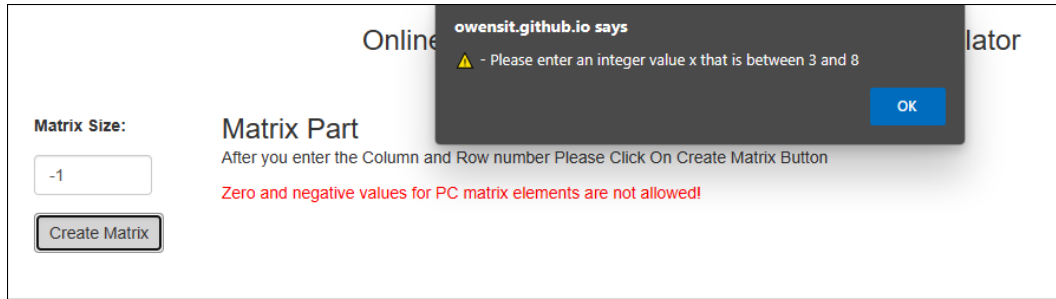 Online
lator
owensit.github.io says
- Please enter an integer value x that is between 3 and 8
OK
Matrix Size:
-1
Create Matrix
Matrix Part
After you enter the Column and Row number Please Click On Create Matrix Button
Zero and negative values for PC matrix elements are not allowed!